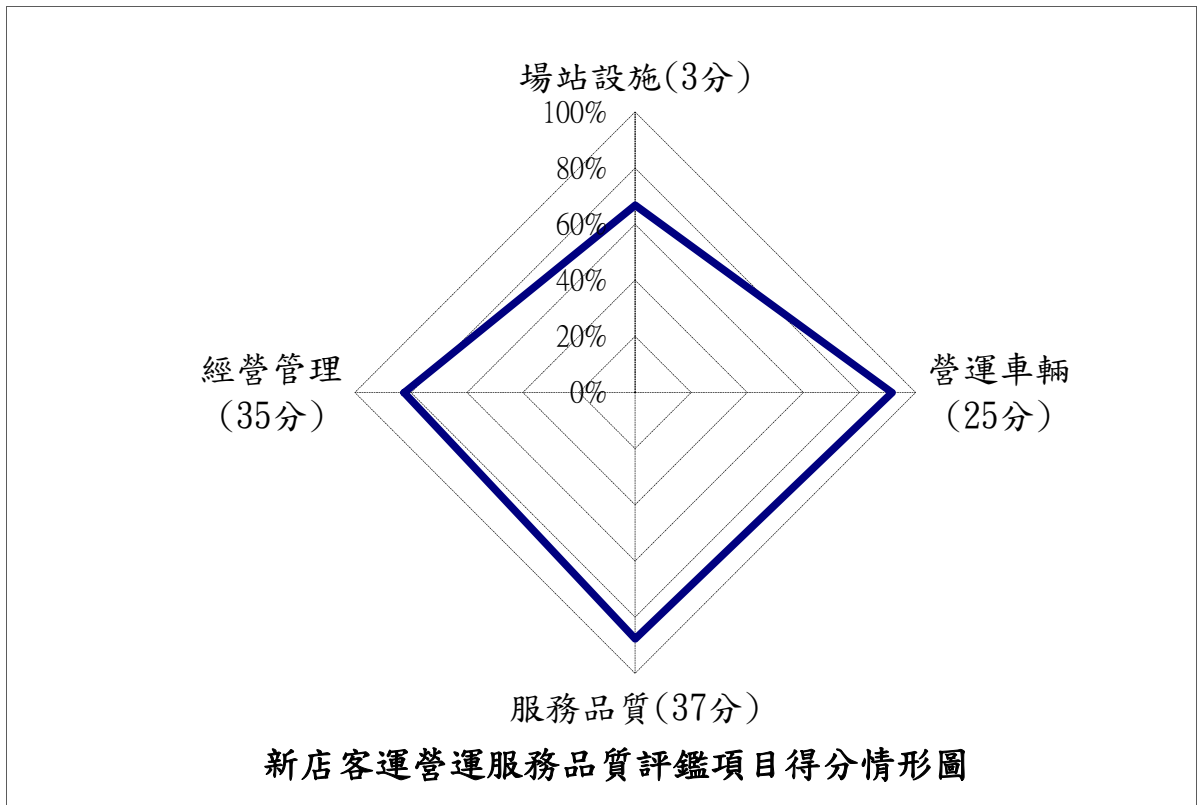 場站設施(3分)
100%
80%
60%
40%
20%
0%
經營管理
(35分)
營運車輛
(25分)
服務品質(37分)
新店客運營運服務品質評鑑項目得分情形圖